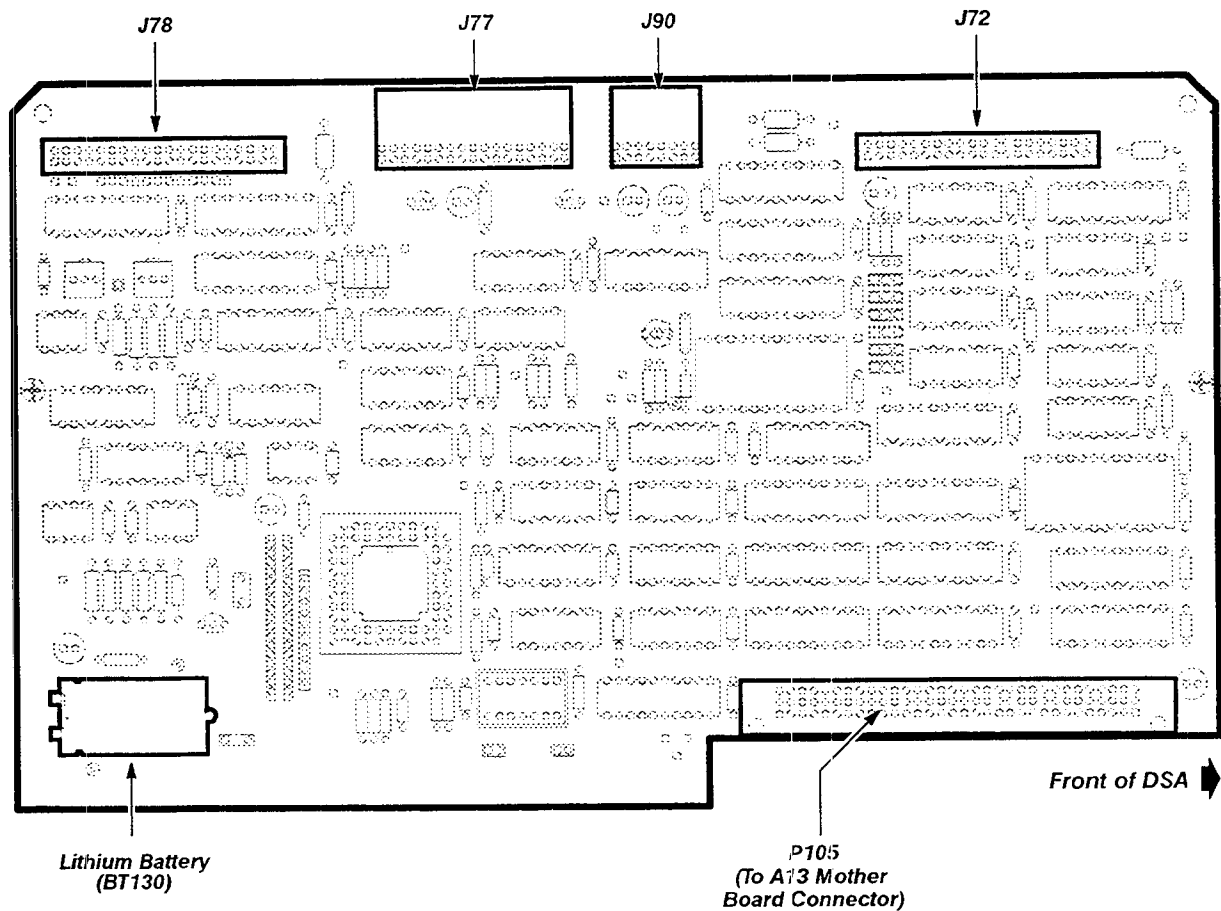 J78
J77
J90
J72
Front of DSA
Lithium Battery
(BT130)
P105
(To A13 Mother
Board Connector)